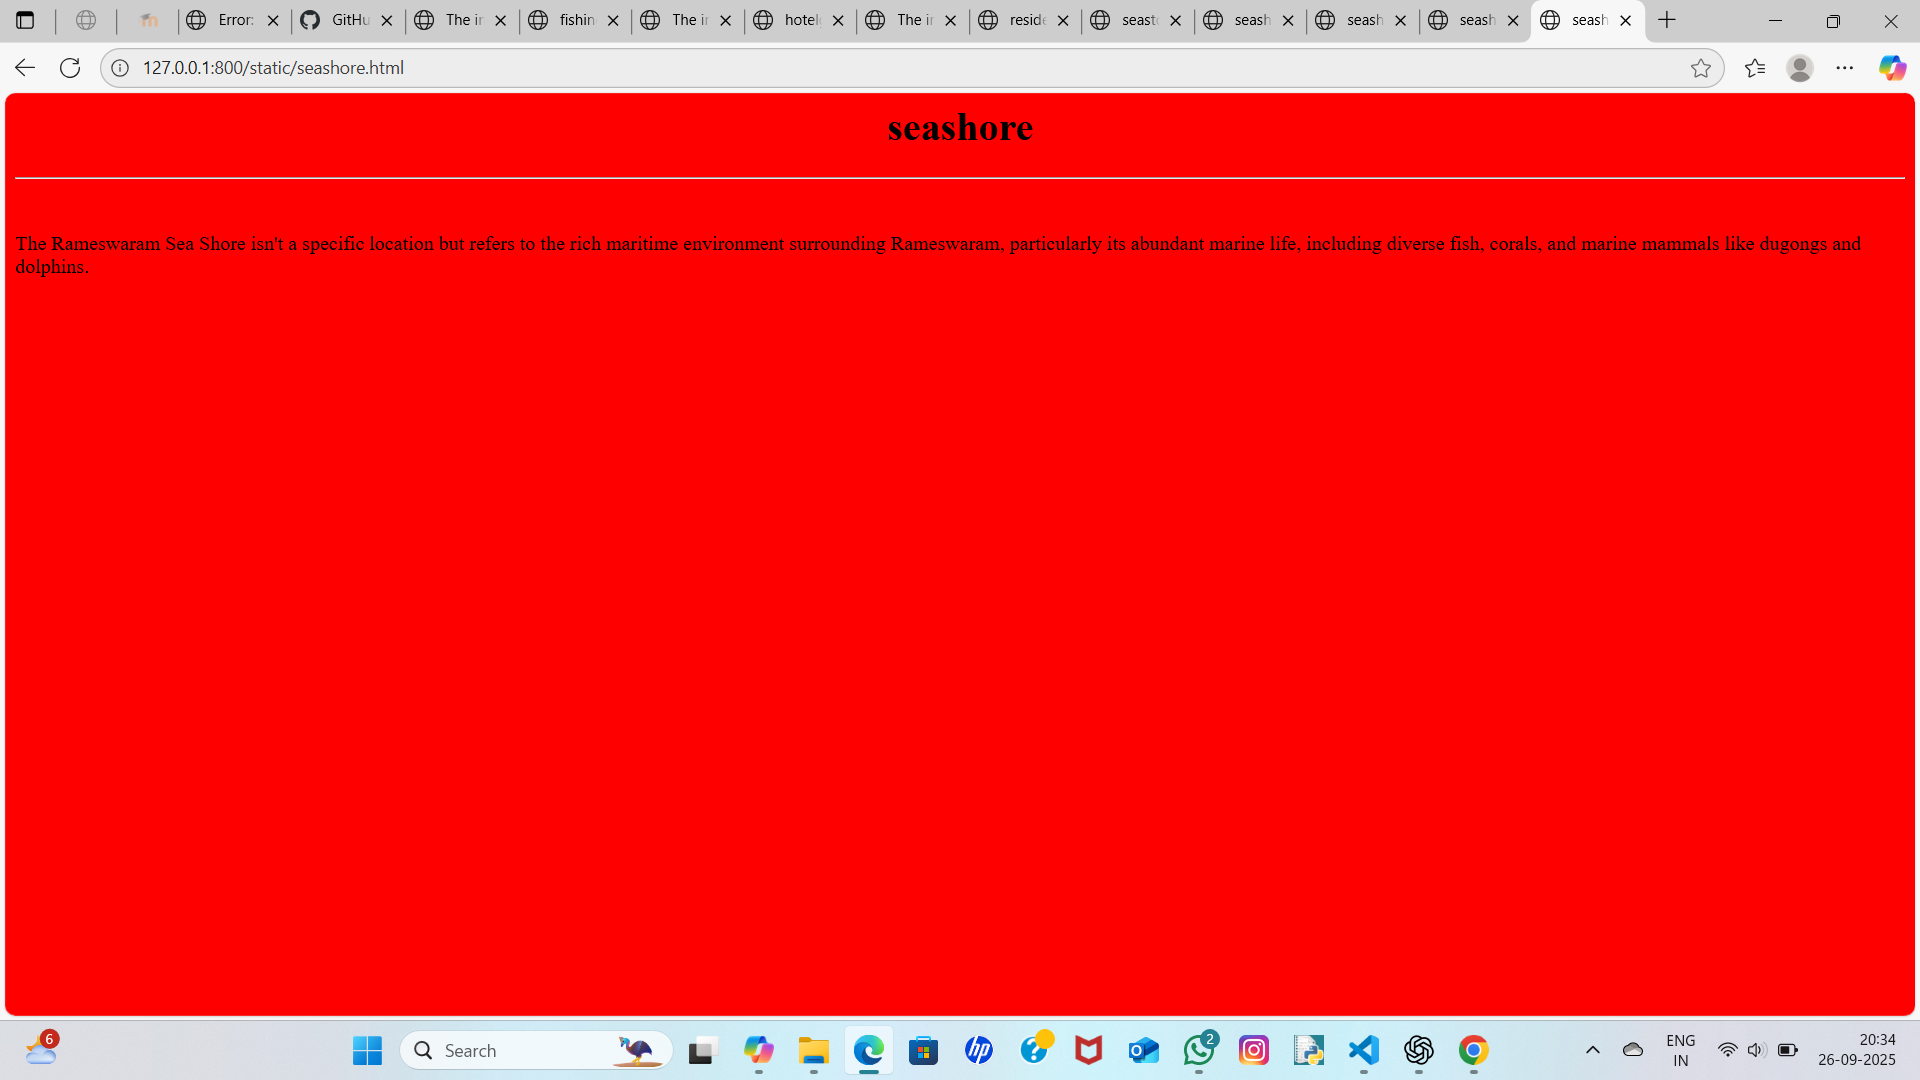 Error:
GitHu
The ir
fishin
The ir
hotel
The ir
reside
seast
seash
seash
seash
seash
127.0.0.1:800/static/seashore.html
seashore
The Rameswaram Sea Shore isn't a specific location but refers to the rich maritime environment surrounding Rameswaram, particularly its abundant marine life, including diverse fish, corals, and marine mammals like dugongs and
dolphins.
6
Search
hp
2
ENG
IN
20:34
26-09-2025